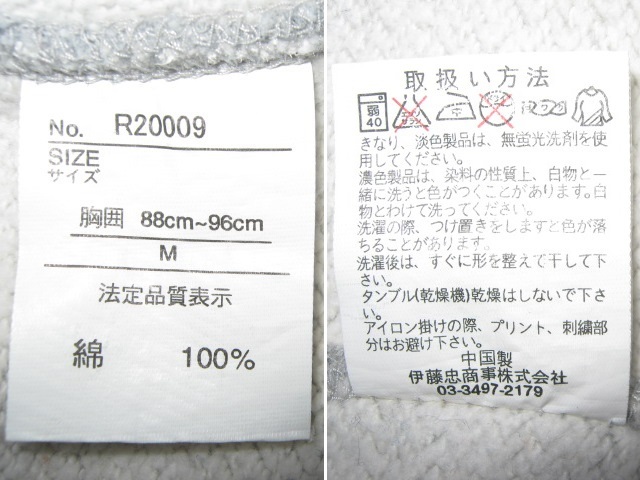 No. R20009
SIZE
サイズ
胸囲 88cm~96cm
M
法定品質表示
綿 100%
取扱い方法
弱
40
きなり、淡色製品は、無蛍光洗剤を使
用してください。
濃色製品は、染料の性質上、白物と一
緒に洗うと色がつくことがあります。白
物とわけて洗ってください。
洗濯の際、つけ置きをしますと色が落
ちることがあります。
洗濯後は、すぐに形を整えて干して下
さい。
タンブル(乾燥機)乾燥はしないで下さ
い。
アイロン掛けの際、プリント、刺繍部
分はお避け下さい。
中国製
伊藤忠商事株式会社
03-3497-2179